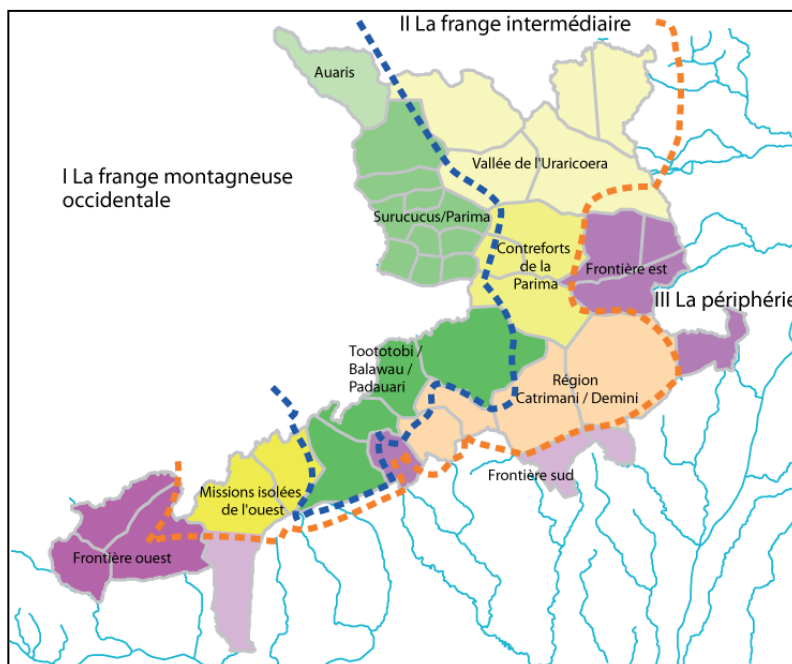 II La frange intermédiaire
Auaris
I La frange montagneuse
occidentale
Vallée de l'Uraricoera
Surucucus/Parima
Contreforts
de la
Parima
Frontière est
III La périphérie
Toototobi /
Balawau /
Padauari
Région
Catrimani / Demini
Frontière sud
Missions isolées
de l'ouest
Frontière ouest